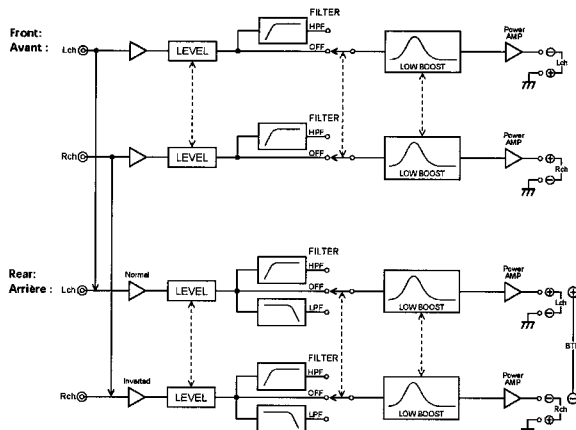 Front:
Avant : Lch
LEVEL
FILTER
HPF
OFF
LOW BOOST
Power
AMP
⊖
⊕
Lch
Rch
LEVEL
FILTER
HPF
OFF
LOW BOOST
Power
AMP
⊕
⊖
Rch
Rear:
Arrière : Lch
Normal
LEVEL
FILTER
HPF
OFF
LPF
LOW BOOST
Power
AMP
⊕
⊖
Lch
⊕
Rch
Inverted
LEVEL
FILTER
HPF
OFF
LPF
LOW BOOST
Power
AMP
⊖
⊕
Rch
⊖